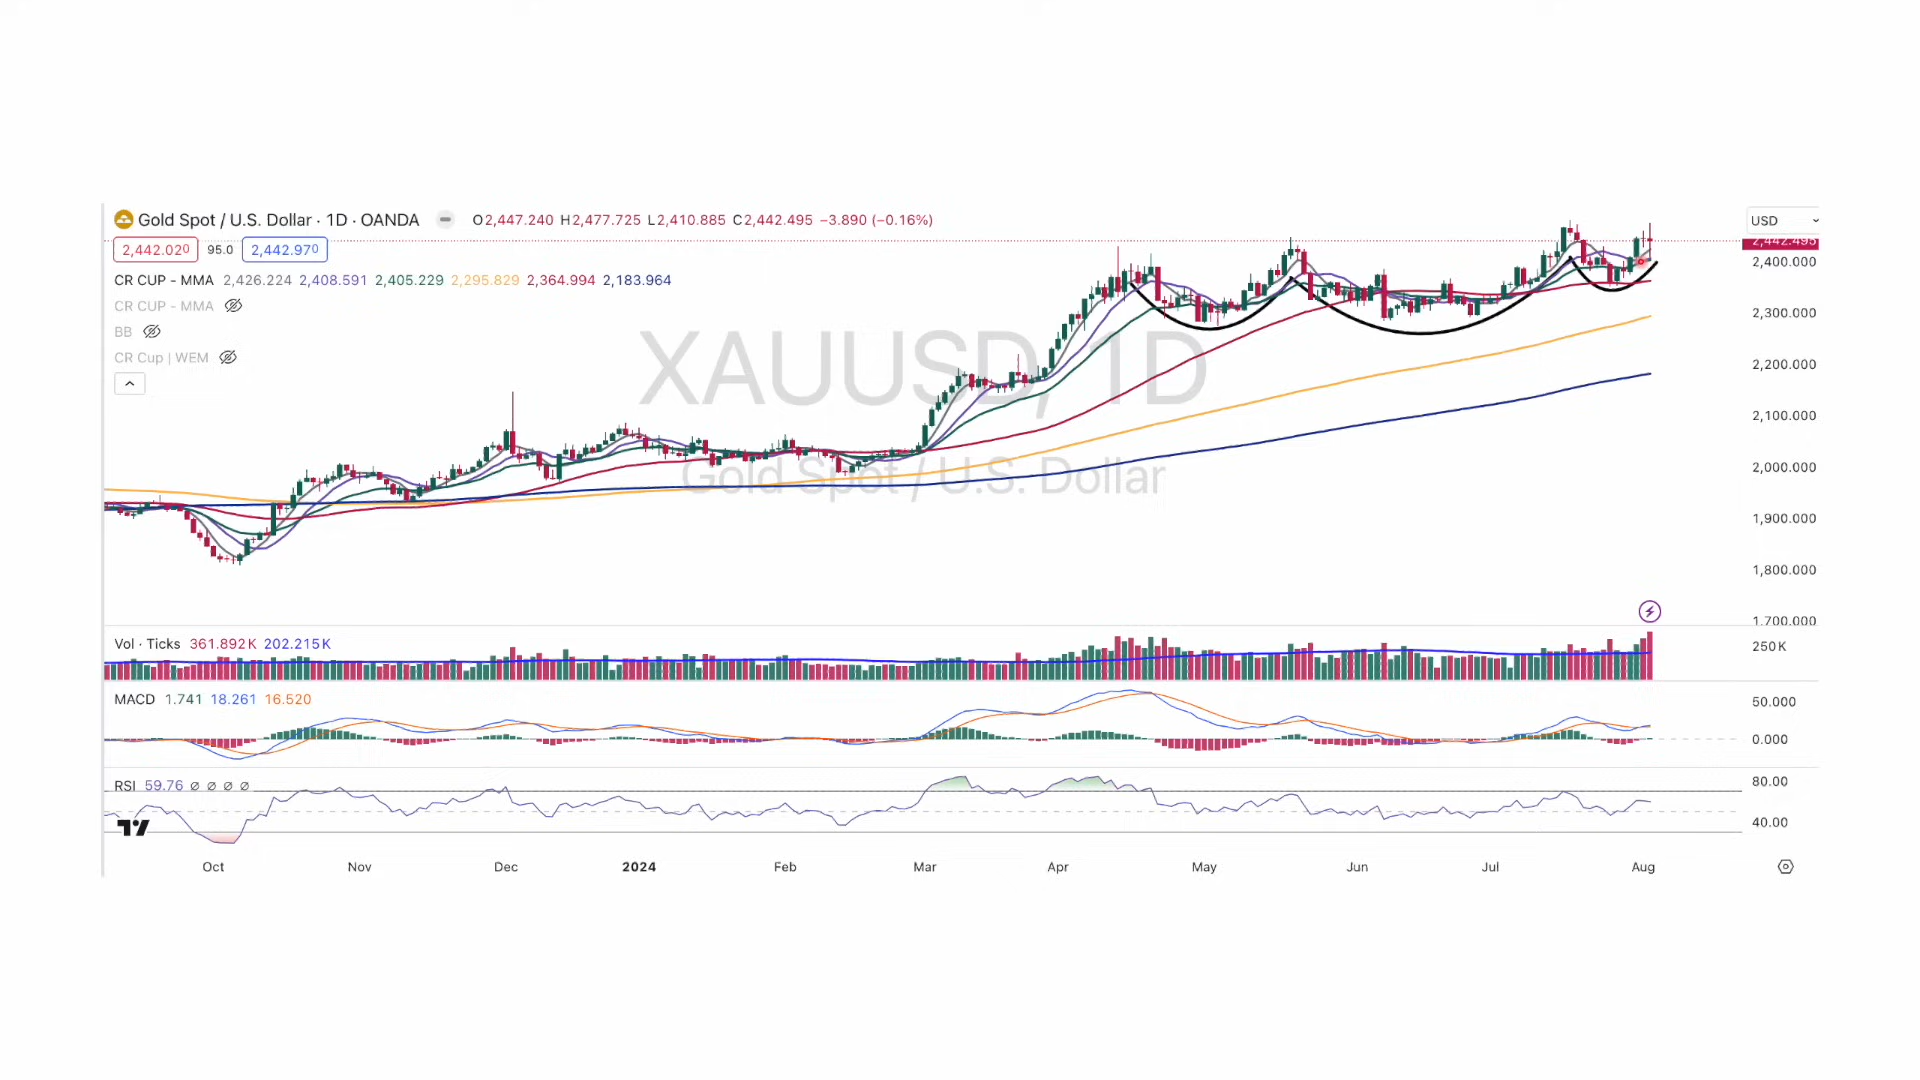 Gold Spot / U.S. Dollar · 1D · OANDA O2,447.240 H2,477.725 L2,410.885 C2,442.495 −3.890 (−0.16%)
USD
2,442.020 95.0 2,442.970
2,442.495
CR CUP - MMA 2,426.224 2,408.591 2,405.229 2,295.829 2,364.994 2,183.964
CR CUP - MMA
BB
CR Cup | WEM
XAUUSD, 1D
Gold Spot / U.S. Dollar
2,400.000
2,300.000
2,200.000
2,100.000
2,000.000
1,900.000
1,800.000
1,700.000
Vol · Ticks 361.892K 202.215K
250K
MACD 1.741 18.261 16.520
50.000
0.000
RSI 59.76 ∅ ∅ ∅ ∅
80.00
40.00
Oct Nov Dec 2024 Feb Mar Apr May Jun Jul Aug